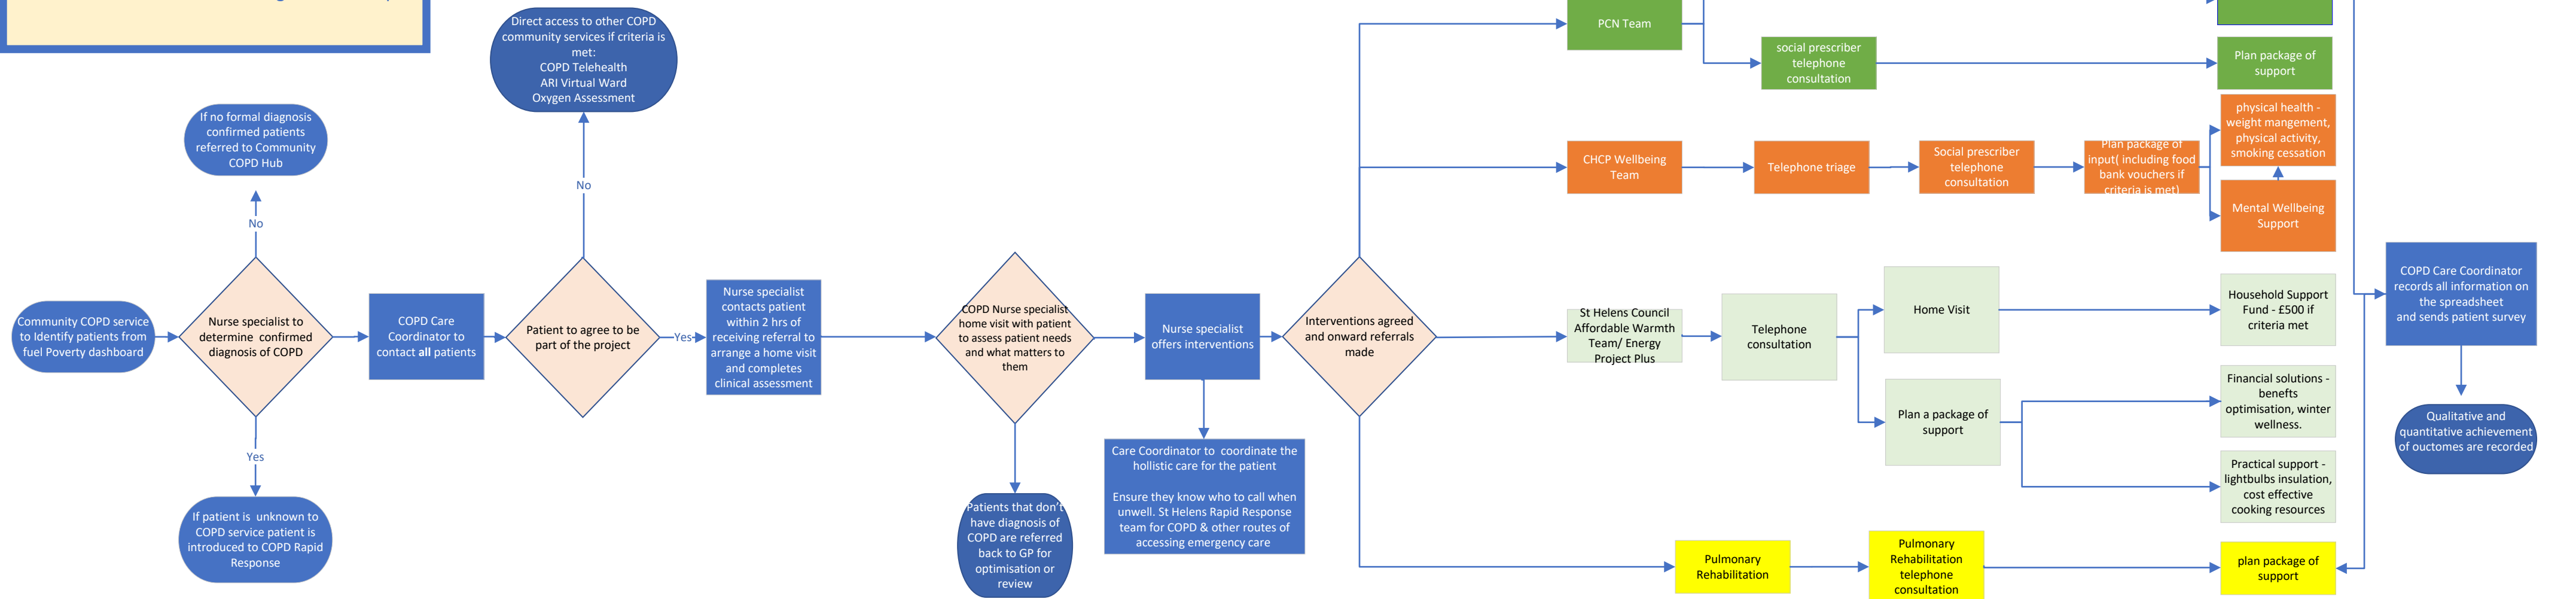 Direct access to other COPD
community services if criteria is
met:
COPD Telehealth
ARI Virtual Ward
Oxygen Assessment
If no formal diagnosis
confirmed patients
referred to Community
COPD Hub
No
No
Community COPD service
to Identify patients from
fuel Poverty dashboard
Nurse specialist to
determine confirmed
diagnosis of COPD
Yes
If patient is unknown to
COPD service patient is
introduced to COPD Rapid
Response
COPD Care
Coordinator to
contact all patients
Patient to agree to be
part of the project
Yes
Nurse specialist
contacts patient
within 2 hrs of
receiving referral to
arrange a home visit
and completes
clinical assessment
COPD Nurse specialist
home visit with patient
to assess patient needs
and what matters to
them
Patients that don't
have diagnosis of
COPD are referred
back to GP for
optimisation or
review
Nurse specialist
offers interventions
Care Coordinator to coordinate the
hollistic care for the patient
Ensure they know who to call when
unwell. St Helens Rapid Response
team for COPD & other routes of
accessing emergency care
Interventions agreed
and onward referrals
made
PCN Team
social prescriber
telephone
consultation
Plan package of
support
CHCP Wellbeing
Team
Telephone triage
Social prescriber
telephone
consultation
Plan package of
input( including food
bank vouchers if
criteria is met)
physical health -
weight mangement,
physical activity,
smoking cessation
Mental Wellbeing
Support
St Helens Council
Affordable Warmth
Team/ Energy
Project Plus
Telephone
consultation
Home Visit
Household Support
Fund - £500 if
criteria met
Plan a package of
support
Financial solutions -
benefts
optimisation, winter
wellness.
Practical support -
lightbulbs insulation,
cost effective
cooking resources
Pulmonary
Rehabilitation
Pulmonary
Rehabilitation
telephone
consultation
plan package of
support
COPD Care Coordinator
records all information on
the spreadsheet
and sends patient survey
Qualitative and
quantitative achievement
of ouctomes are recorded